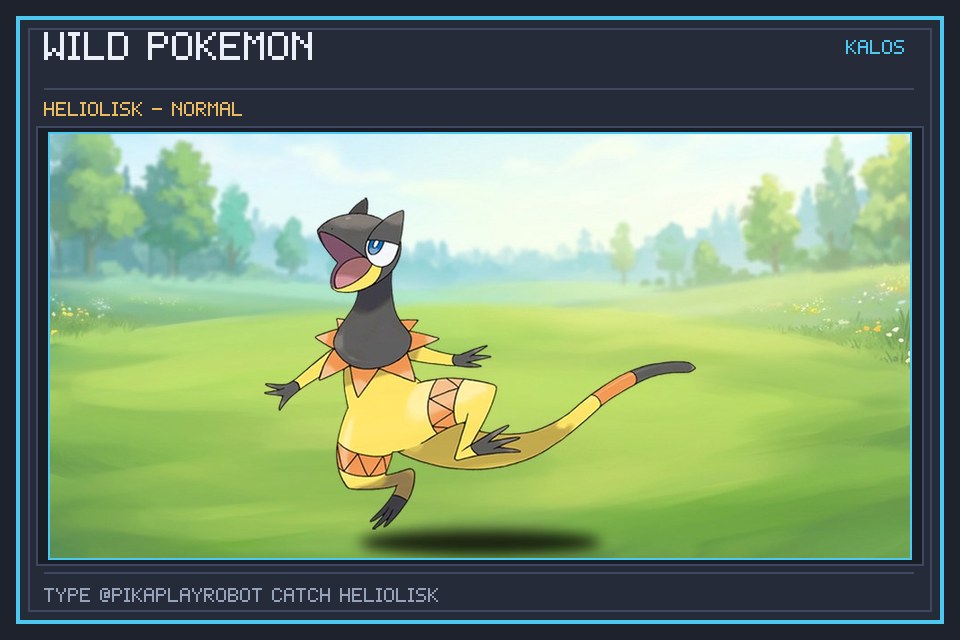 WILD POKEMON
KALOS
HELIOLISK - NORMAL
TYPE @PIKAPLAYROBOT CATCH HELIOLISK